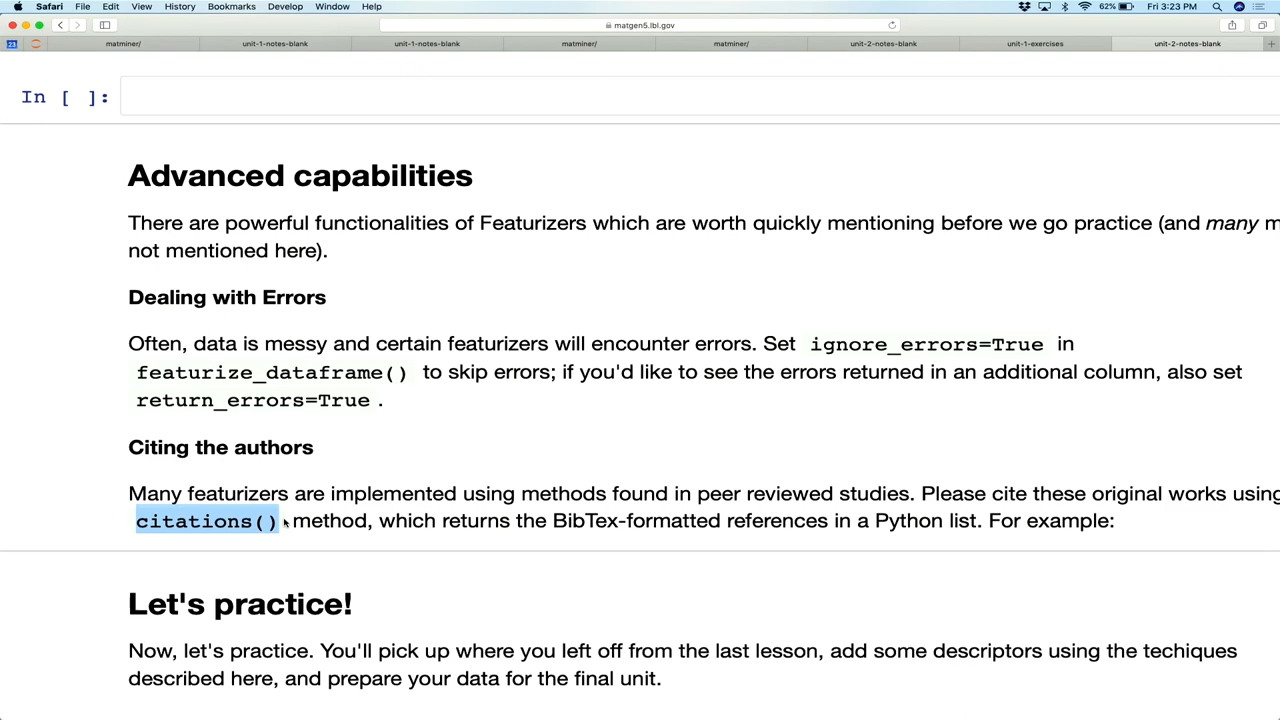 Safari File Edit View History Bookmarks Develop Window Help 62% Fri 3:23 PM
matgen5.lbl.gov
23 matminer/ unit-1-notes-blank unit-1-notes-blank matminer/ matminer/ unit-2-notes-blank unit-1-exercises unit-2-notes-blank
In [ ]:
Advanced capabilities
There are powerful functionalities of Featurizers which are worth quickly mentioning before we go practice (and many m
not mentioned here).
Dealing with Errors
Often, data is messy and certain featurizers will encounter errors. Set ignore_errors=True in
featurize_dataframe() to skip errors; if you'd like to see the errors returned in an additional column, also set
return_errors=True .
Citing the authors
Many featurizers are implemented using methods found in peer reviewed studies. Please cite these original works using
citations() method, which returns the BibTex-formatted references in a Python list. For example:
Let's practice!
Now, let's practice. You'll pick up where you left off from the last lesson, add some descriptors using the techiques
described here, and prepare your data for the final unit.